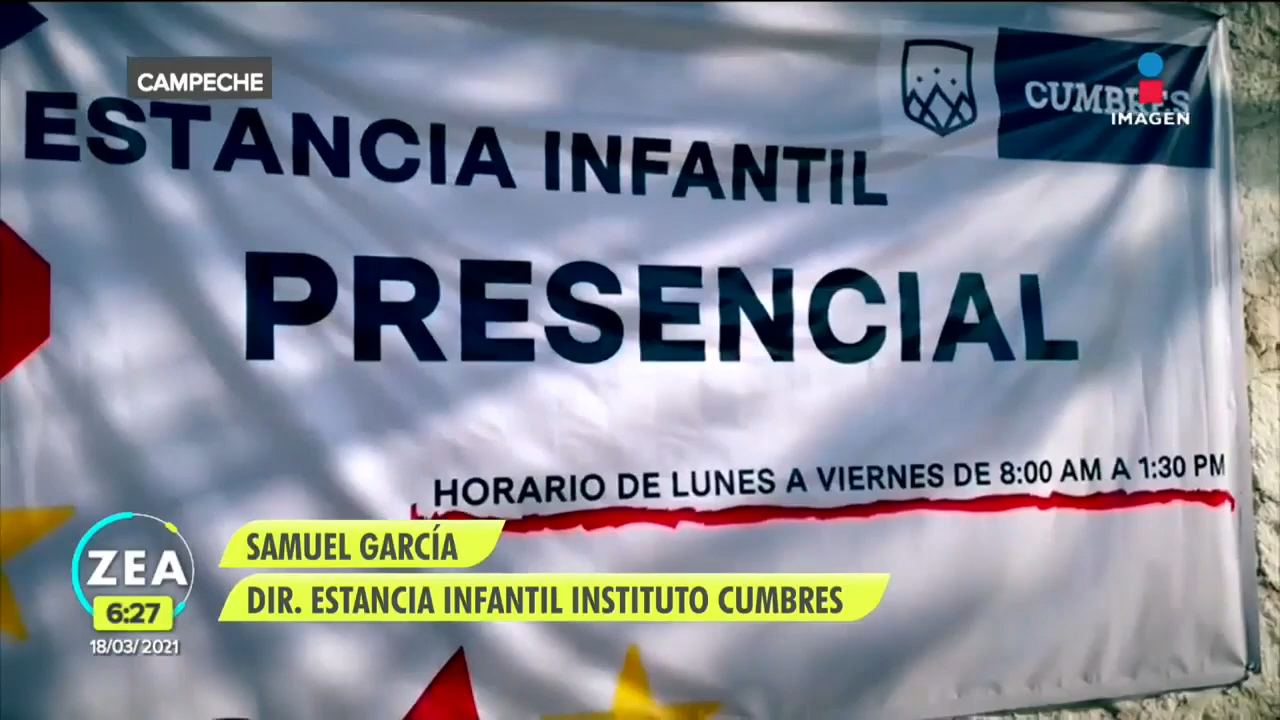 CAMPECHE
CUMBRES
IMAGEN
ESTANCIA INFANTIL
PRESENCIAL
HORARIO DE LUNES A VIERNES DE 8:00 AM A 1:30 PM
SAMUEL GARCÍA
DIR. ESTANCIA INFANTIL INSTITUTO CUMBRES
ZEA
6:27
18/03/2021